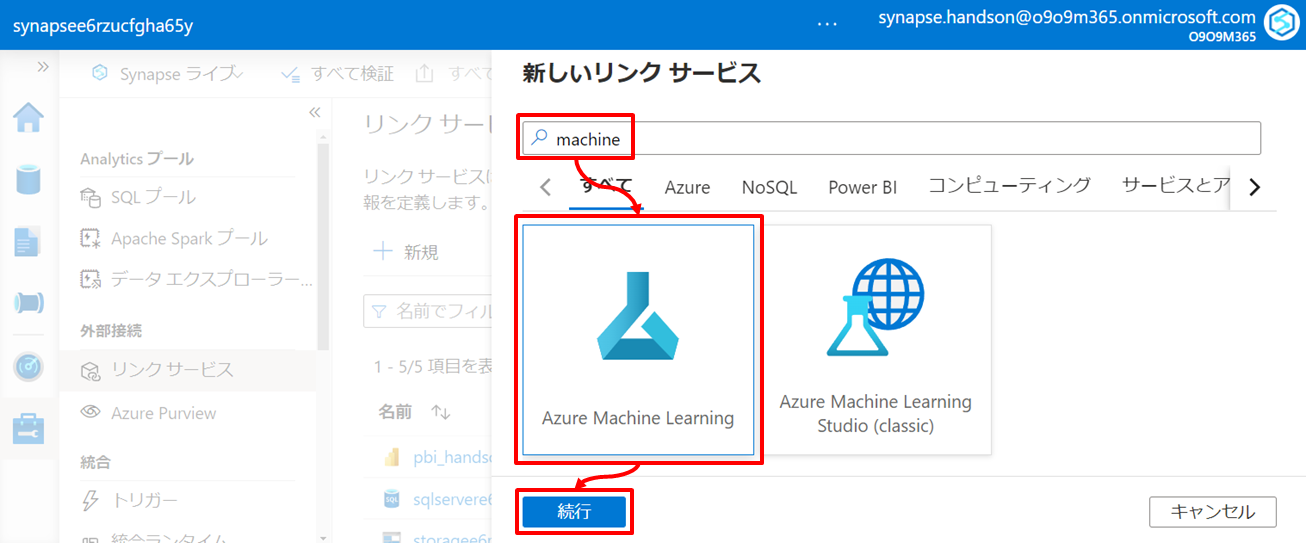 synapsee6rzucfgha65y
…
synapse.handson@o9o9m365.onmicrosoft.com
O9O9M365
Synapse ライブ
すべて検証
すべて
Analytics プール
SQL プール
Apache Spark プール
データ エクスプローラー...
外部接続
リンク サービス
Azure Purview
統合
トリガー
統合ランタイム
リンク サー
リンク サービスは
報を定義します。
新規
名前でフィル
1 - 5/5 項目を表
名前
pbi_handso
sqlservere6
storagee6r
新しいリンク サービス
machine
すべて
Azure
NoSQL
Power BI
コンピューティング
サービスとア
Azure Machine Learning
Azure Machine Learning
Studio (classic)
続行
キャンセル